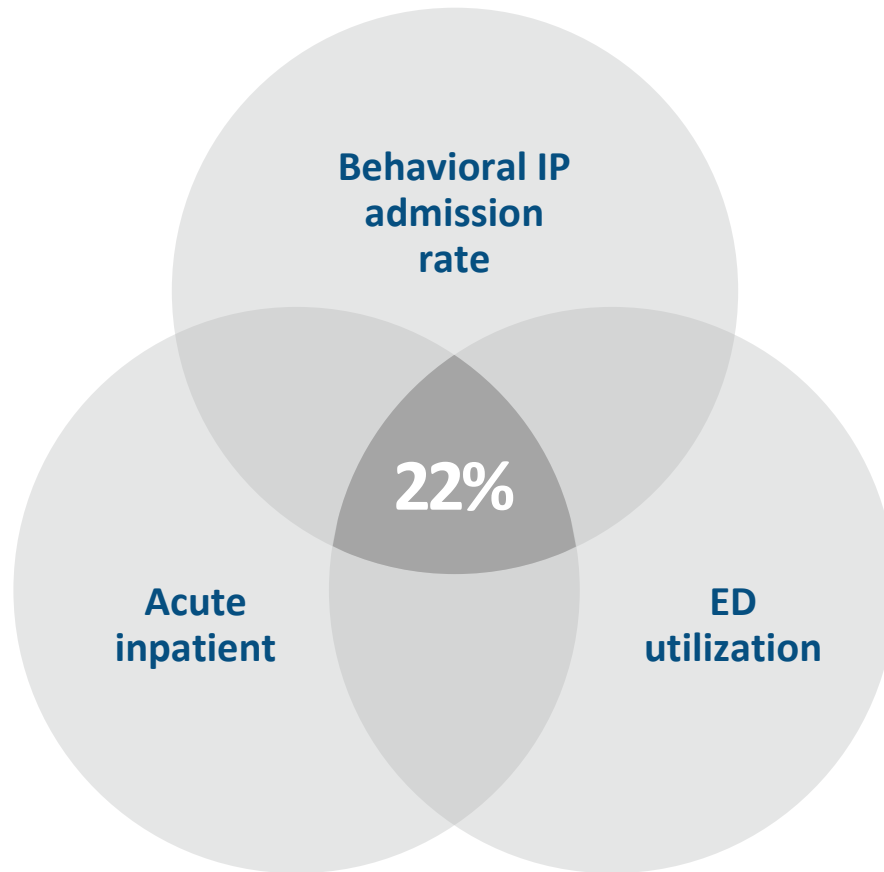 Behavioral IP
admission
rate
22%
Acute
inpatient
ED
utilization